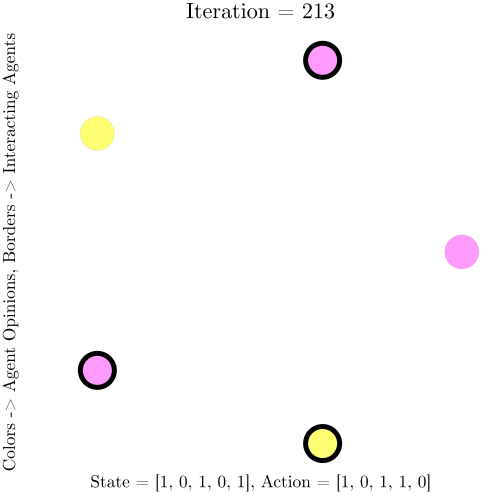 Iteration = 213
Colors -> Agent Opinions, Borders -> Interacting Agents
State = [1, 0, 1, 0, 1], Action = [1, 0, 1, 1, 0]